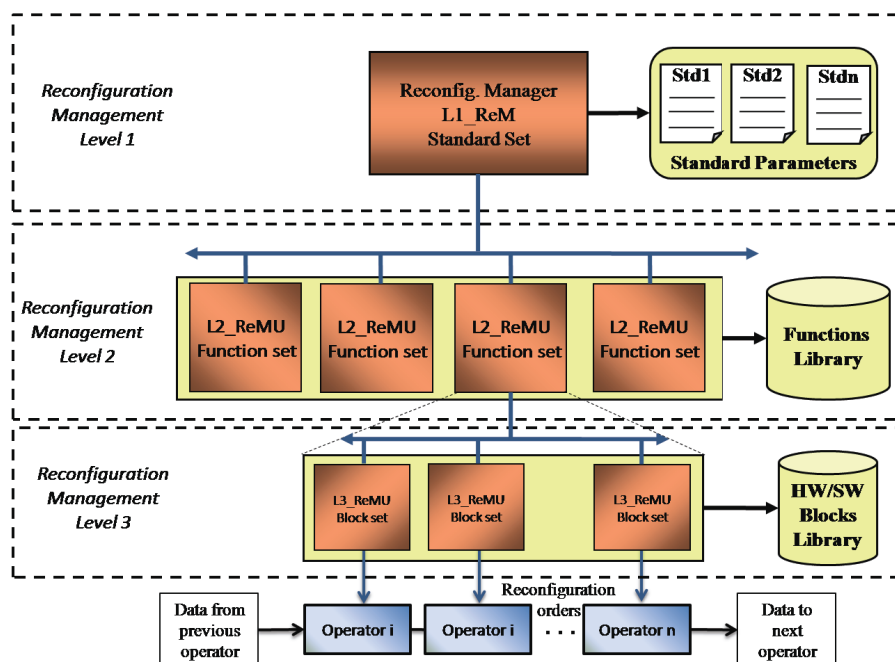 Reconfiguration
Management
Level 1
Reconfig. Manager
L1_ReM
Standard Set
Std1
Std2
Stdn
Standard Parameters
Reconfiguration
Management
Level 2
L2_ReMU
Function set
L2_ReMU
Function set
L2_ReMU
Function set
L2_ReMU
Function set
Functions
Library
Reconfiguration
Management
Level 3
L3_ReMU
Block set
L3_ReMU
Block set
L3_ReMU
Block set
HW/SW
Blocks
Library
Reconfiguration
orders
Data from
previous
operator
Operator i
Operator i
. . .
Operator n
Data to
next
operator